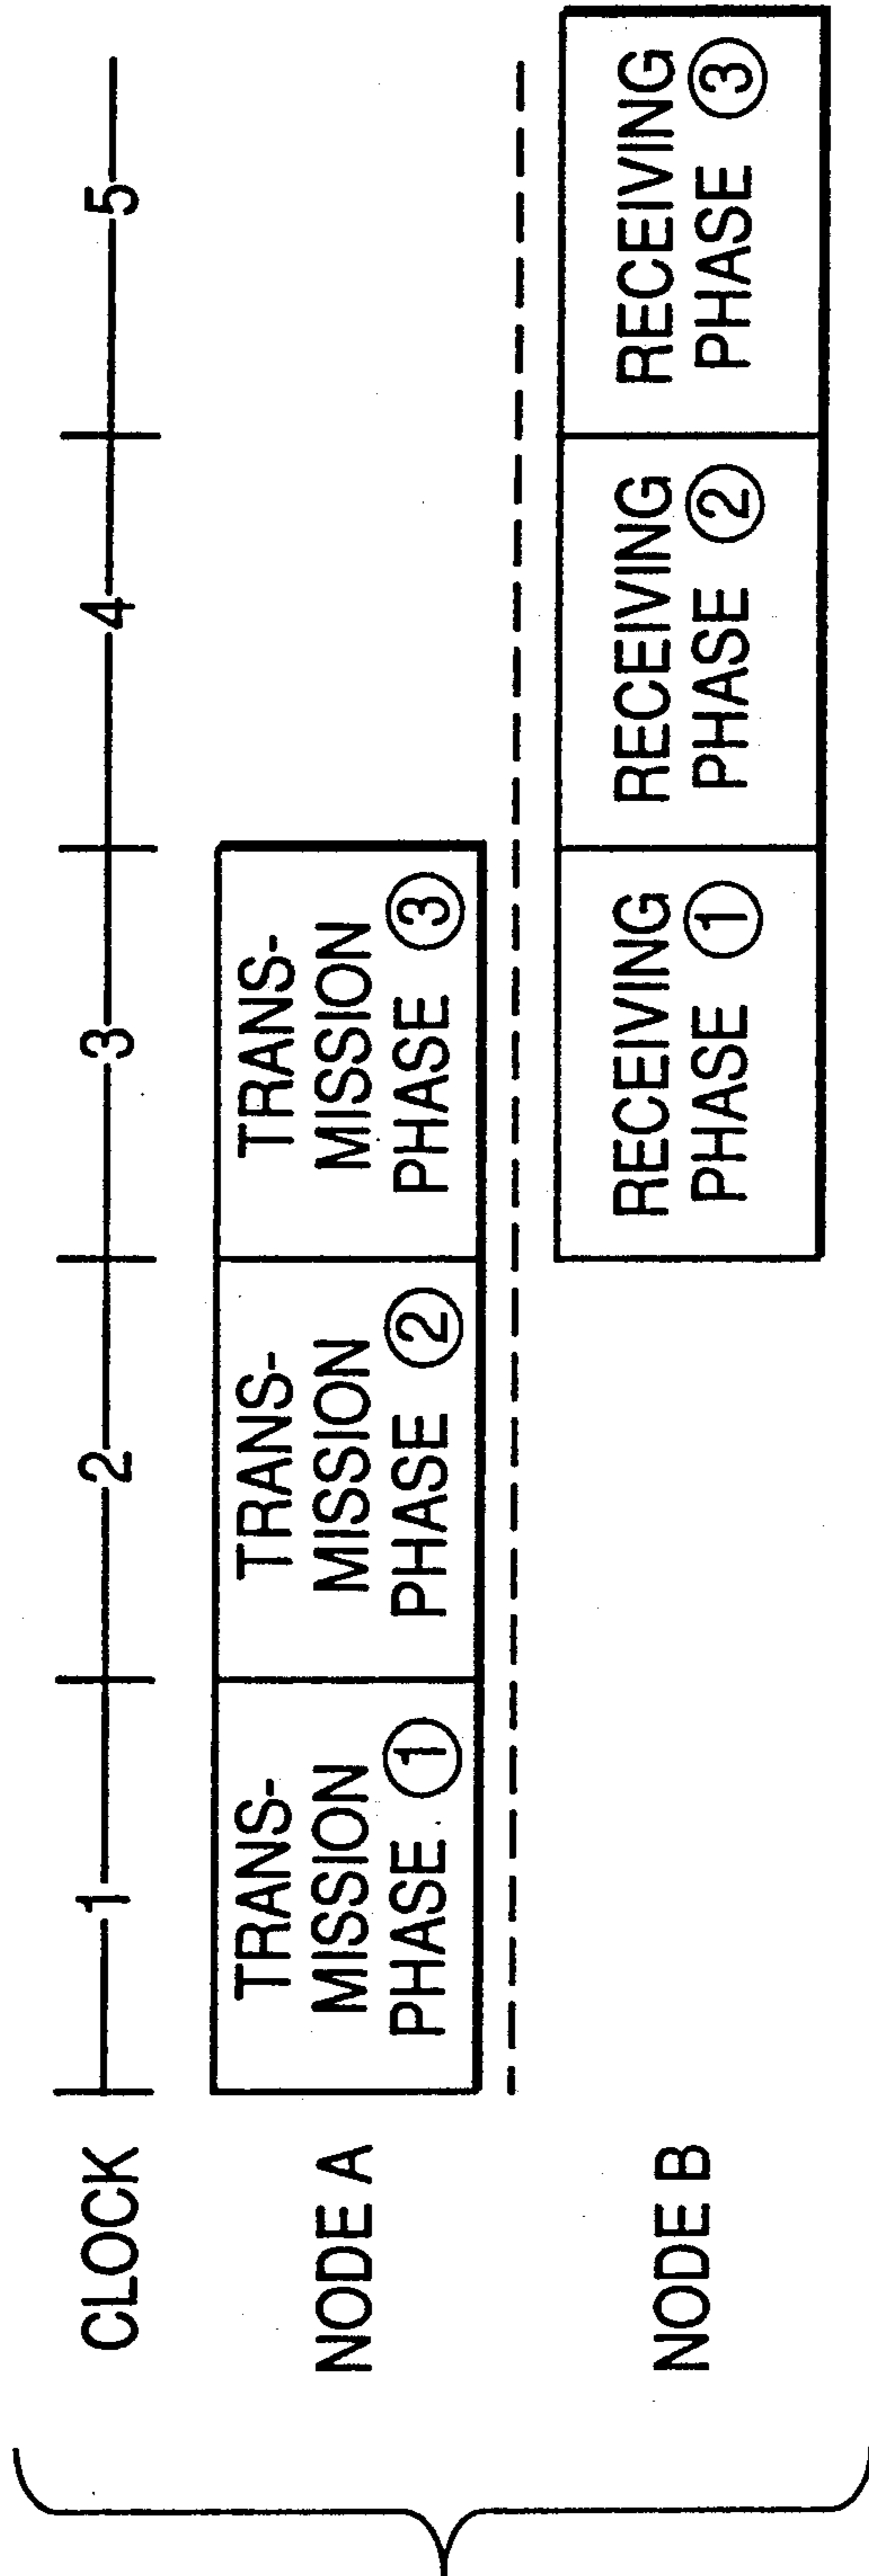 CLOCK 1 2 3 4 5
NODE A
TRANS-
MISSION
PHASE ①
TRANS-
MISSION
PHASE ②
TRANS-
MISSION
PHASE ③
NODE B
RECEIVING
PHASE ①
RECEIVING
PHASE ②
RECEIVING
PHASE ③